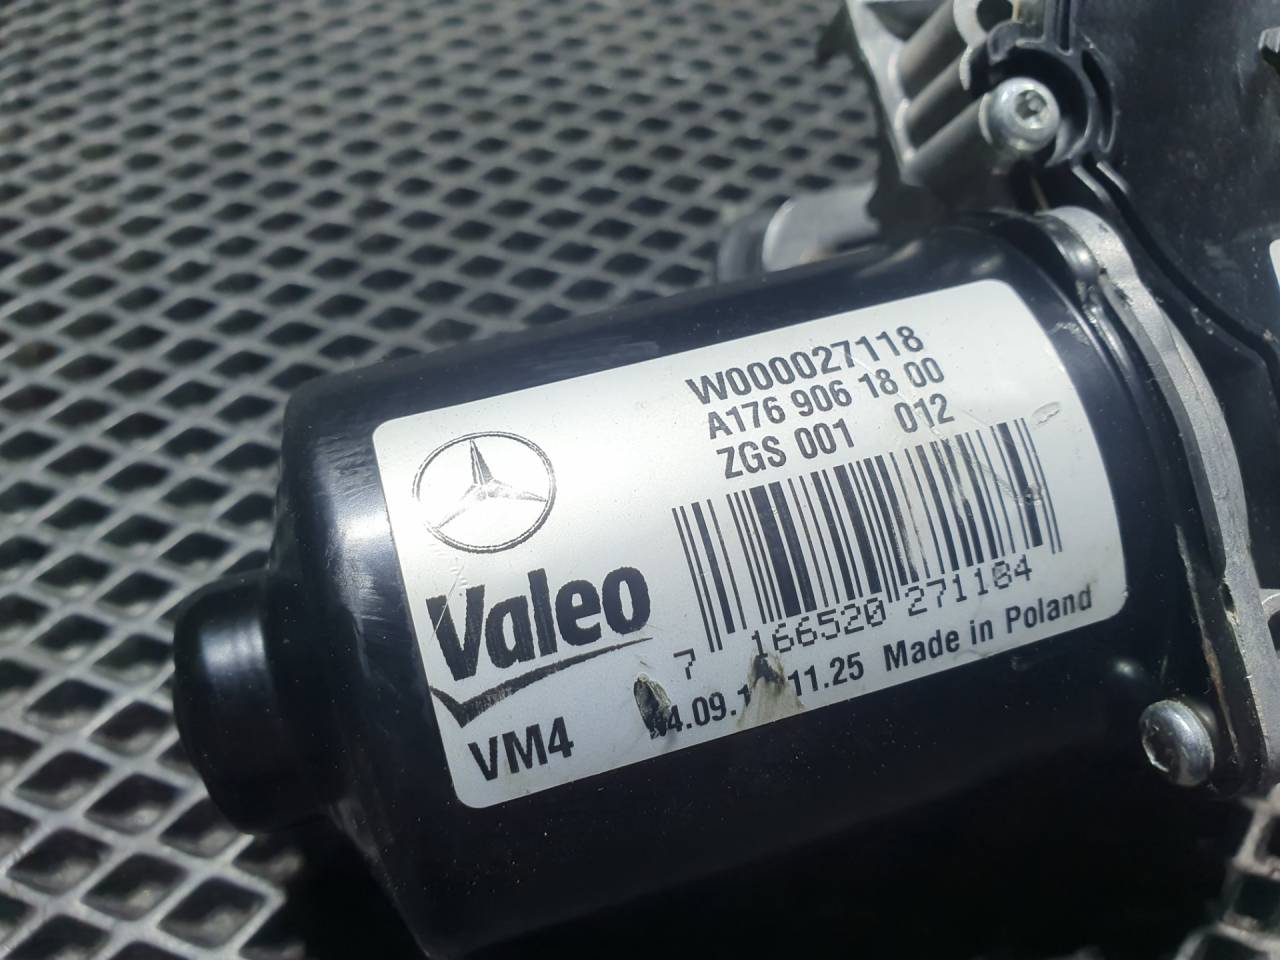 W000027118
A176 906 18 00
ZGS 001 012
Valeo
7 166520 271184
11.25 Made in Poland
VM4